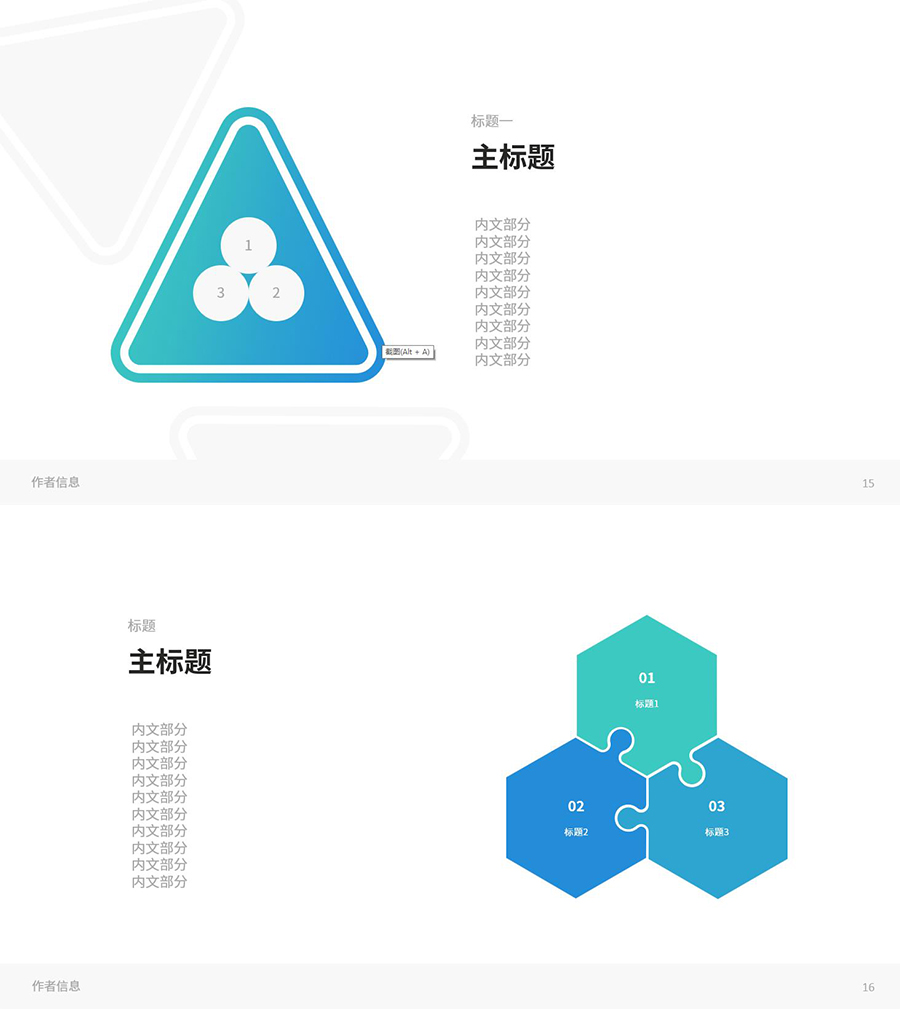 标题一
主标题
内文部分
内文部分
内文部分
内文部分
内文部分
内文部分
内文部分
内文部分
内文部分
1
3
2
截图(Alt + A)
作者信息
15
标题
主标题
内文部分
内文部分
内文部分
内文部分
内文部分
内文部分
内文部分
内文部分
内文部分
内文部分
01
标题1
02
标题2
03
标题3
作者信息
16